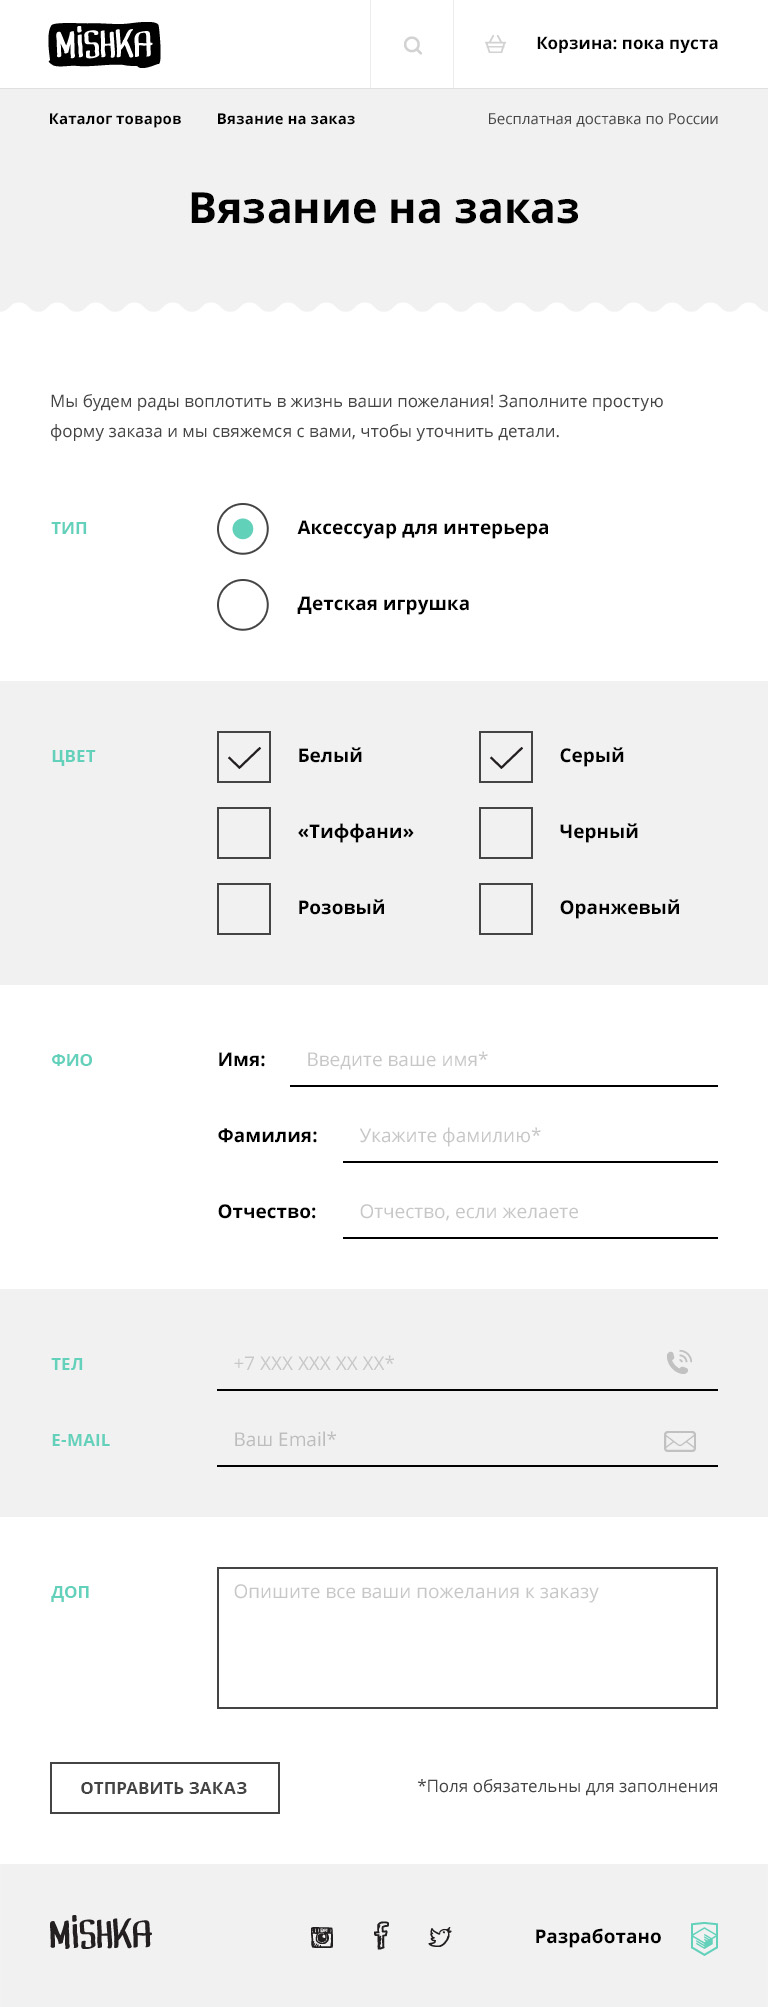 MiSHKA
Корзина: пока пуста
Каталог товаров
Вязание на заказ
Бесплатная доставка по России
Вязание на заказ
Мы будем рады воплотить в жизнь ваши пожелания! Заполните простую
форму заказа и мы свяжемся с вами, чтобы уточнить детали.
ТИП
Аксессуар для интерьера
Детская игрушка
ЦВЕТ
Белый
Серый
«Тиффани»
Черный
Розовый
Оранжевый
ФИО
Имя:
Введите ваше имя*
Фамилия:
Укажите фамилию*
Отчество:
Отчество, если желаете
ТЕЛ
+7 XXX XXX XX XX*
E-MAIL
Ваш Email*
ДОП
Опишите все ваши пожелания к заказу
ОТПРАВИТЬ ЗАКАЗ
*Поля обязательны для заполнения
MiSHKA
Разработано